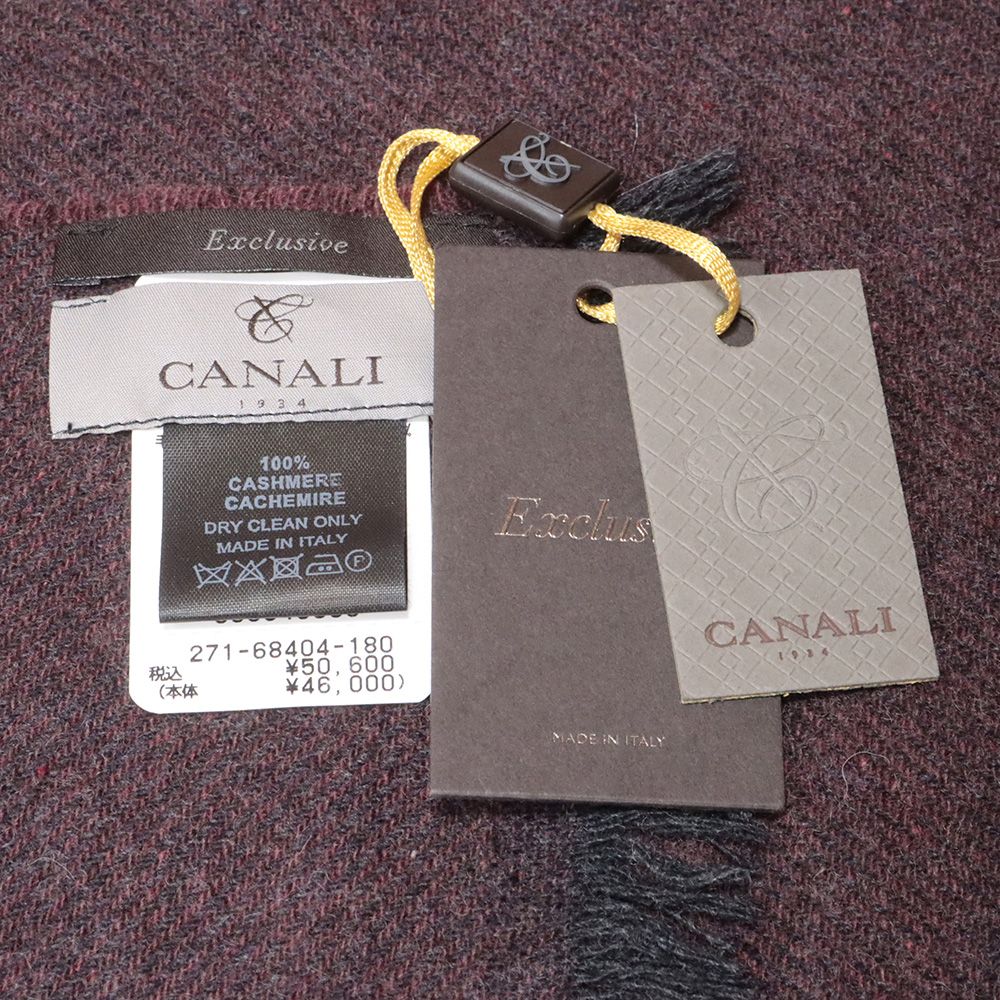 Exclusive
CANALI
1934
100%
CASHMERE
CACHEMIRE
DRY CLEAN ONLY
MADE IN ITALY
271-68404-180
税込 ¥50,600
(本体 ¥46,000)
Exclus
MADE IN ITALY
CANALI
1934